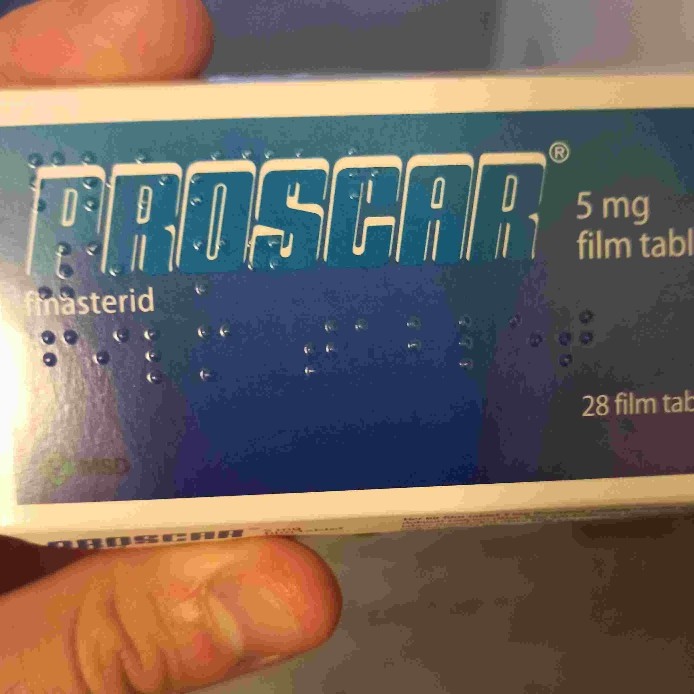 PROSCAR®
5 mg
film tabl
finasterid
28 film tab
MSD
PROSCAR